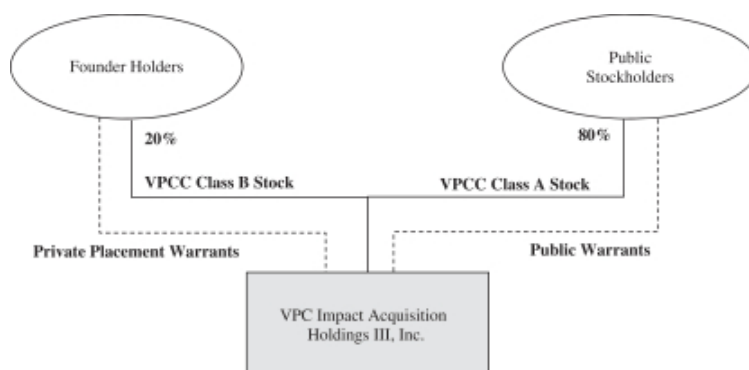 Founder Holders
Public
Stockholders
20%
80%
VPCC Class B Stock
VPCC Class A Stock
Private Placement Warrants
Public Warrants
VPC Impact Acquisition
Holdings III, Inc.